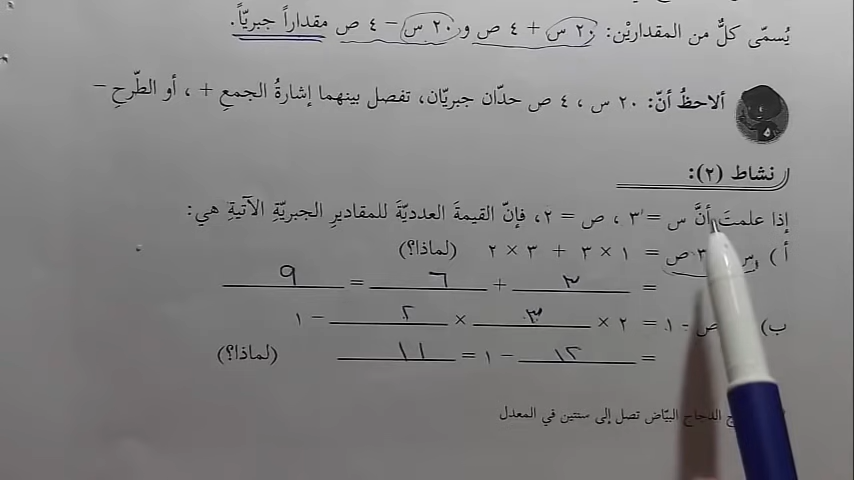 يُسمّى كلٌّ من المقداريْن: ٢٠ س + ٤ ص و ٢٠ س − ٤ ص مقداراً جبريّاً.
ألاحظُ أنّ: ٢٠ س ، ٤ ص حدّان جبريّان، تفصل بينهما إشارةُ الجمعِ + ، أو الطّرحِ −
٥
نشاط (٢):
إذا علمتَ أنَّ س = ٣ ، ص = ٢، فإنّ القيمةَ العدديّةَ للمقاديرِ الجبريّةِ الآتيةِ هي:
أ ) س ٣ ص = ١ × ٣ + ٣ × ٢ (لماذا؟)
= ٣ + ٦ = ٩
ب) ص - ١ = ٢ × ٣ × ٢ − ١
= ١٢ − ١ = ١١ (لماذا؟)
الدجاج البيّاض تصل إلى سنتين في المعدل